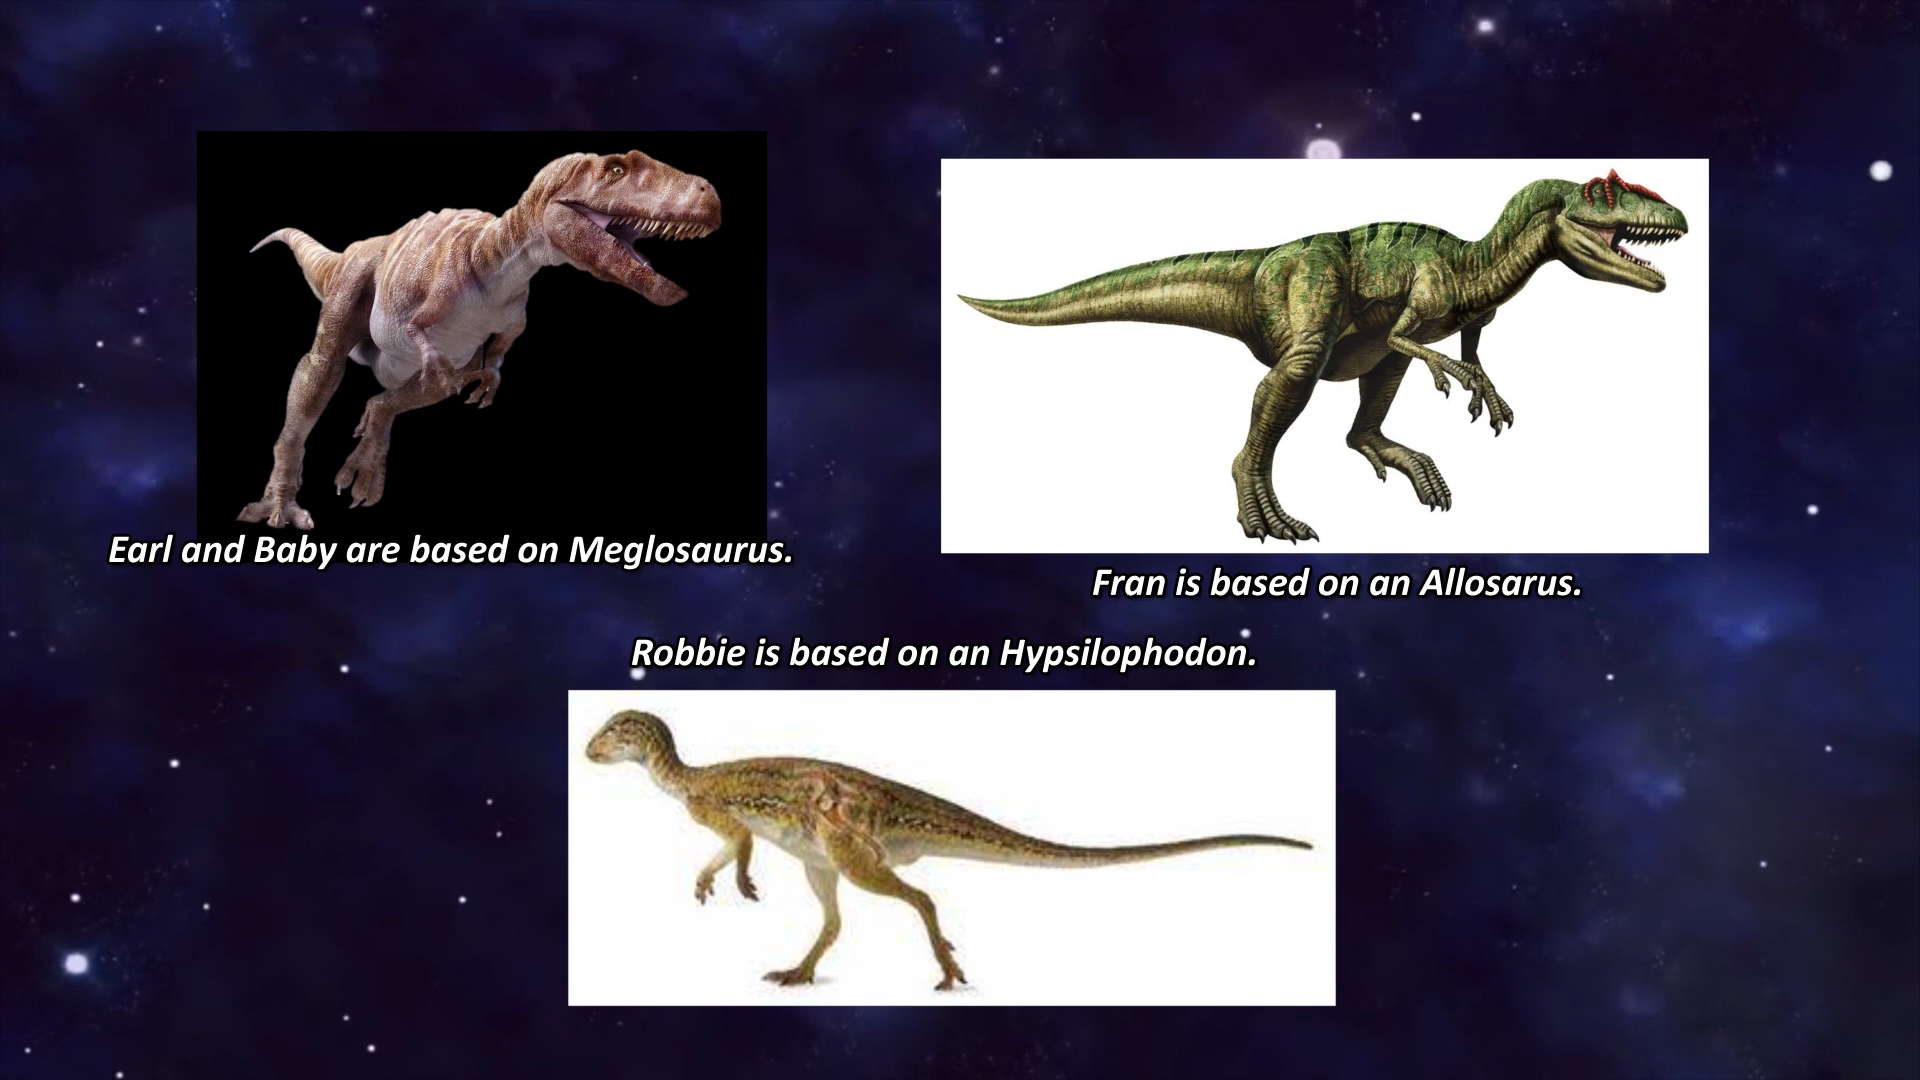 Earl and Baby are based on Meglosaurus.
Fran is based on an Allosarus.
Robbie is based on an Hypsilophodon.